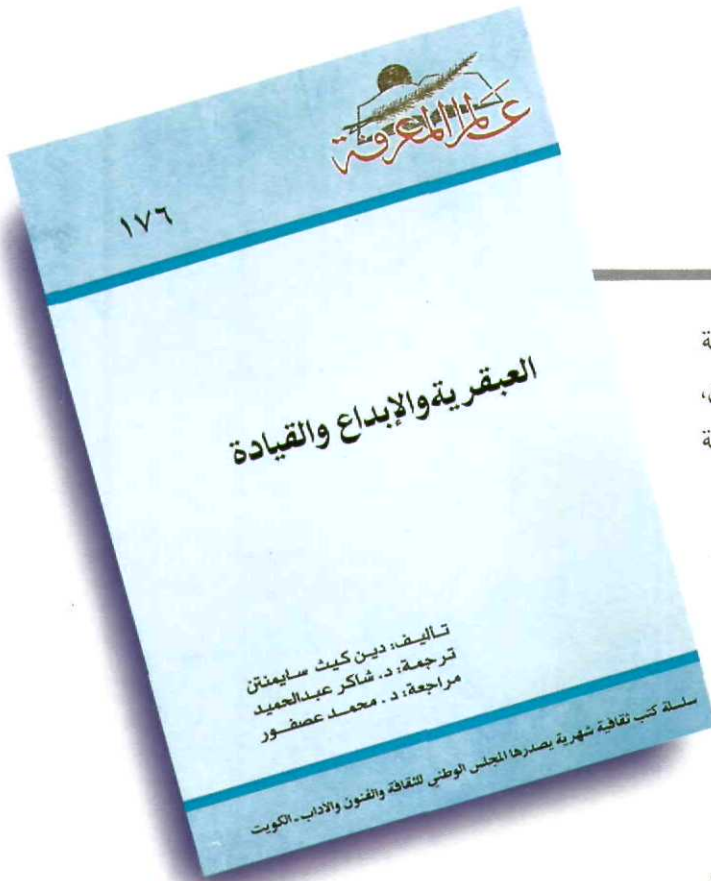 عالم المعرفة
١٧٦
العبقرية والإبداع والقيادة
تأليف: دين كيث سايمنتن
ترجمة: د. شاكر عبدالحميد
مراجعة: د. محمد عصفور
سلسلة كتب ثقافية شهرية يصدرها المجلس الوطني للثقافة والفنون والآداب - الكويت